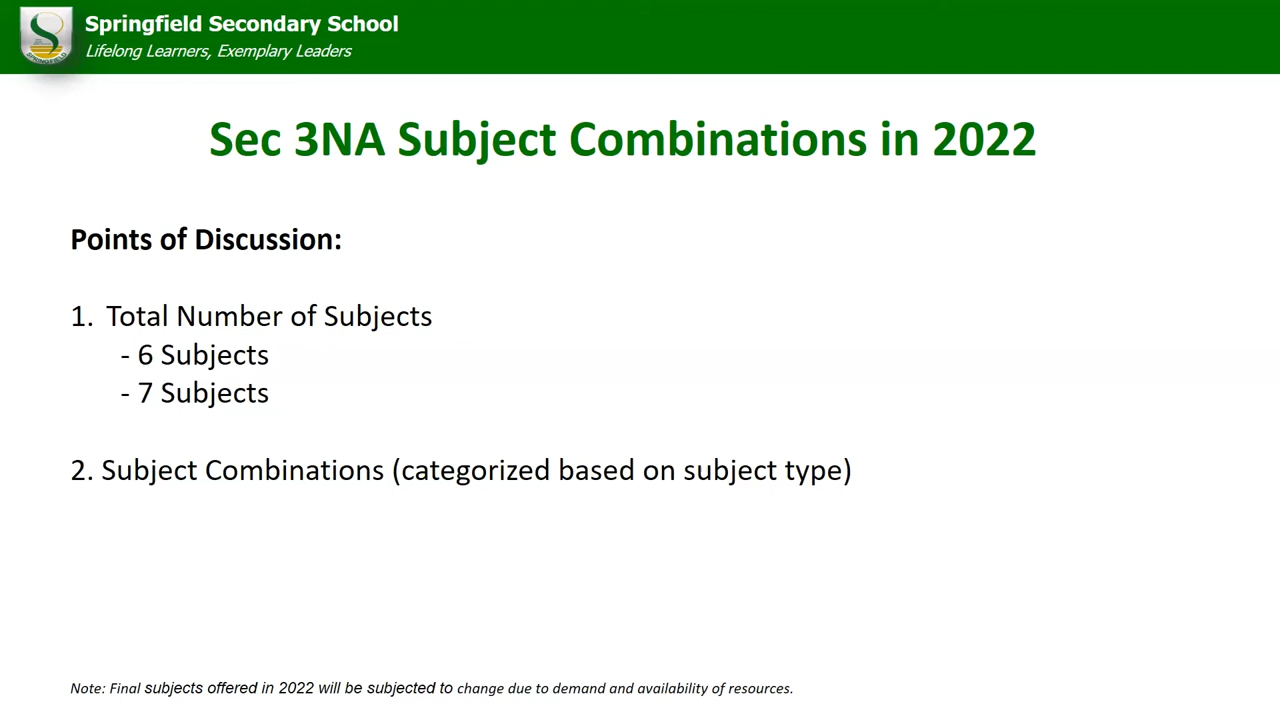 Springfield Secondary School
Lifelong Learners, Exemplary Leaders
SPRINGFIELD
Sec 3NA Subject Combinations in 2022
Points of Discussion:
1. Total Number of Subjects
- 6 Subjects
- 7 Subjects
2. Subject Combinations (categorized based on subject type)
Note: Final subjects offered in 2022 will be subjected to change due to demand and availability of resources.